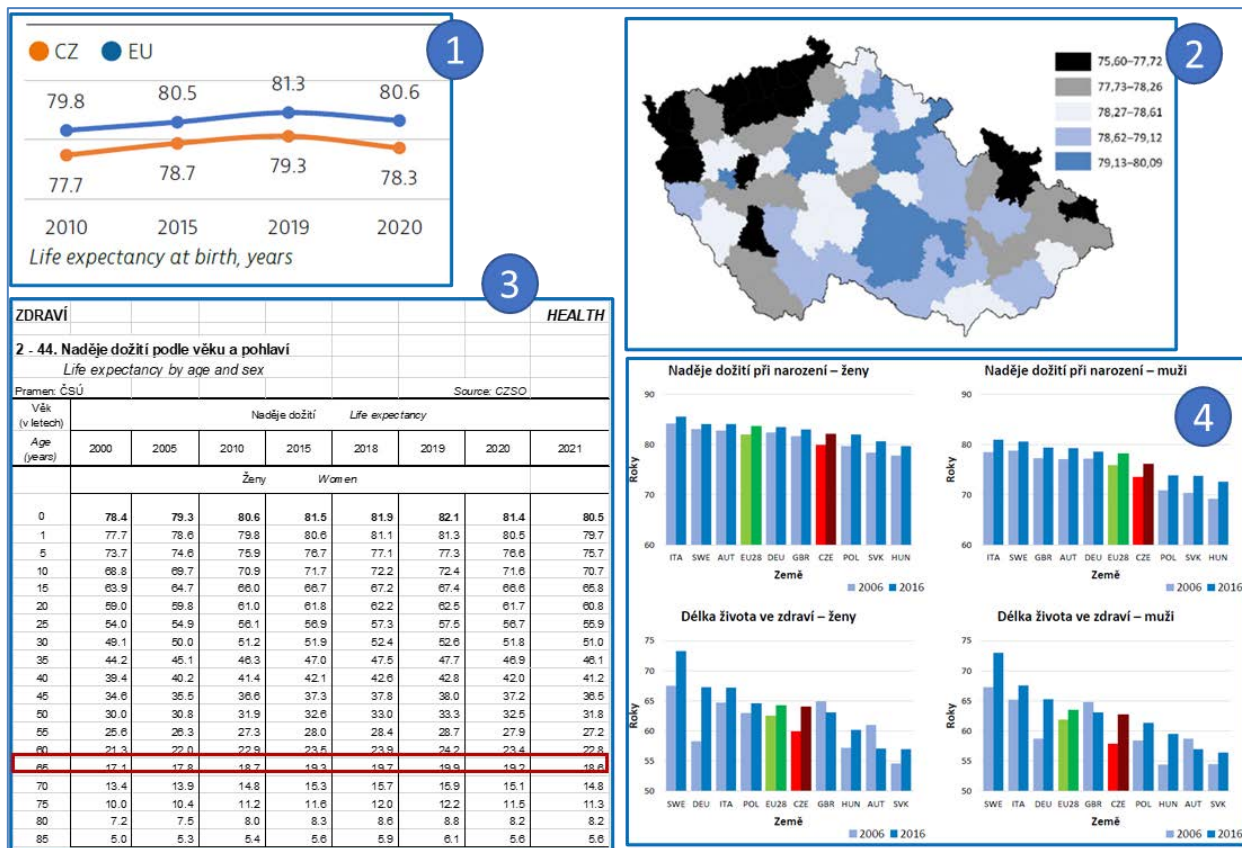 CZ EU
1
79.8 80.5 81.3 80.6
77.7 78.7 79.3 78.3
2010 2015 2019 2020
Life expectancy at birth, years
2
75,60–77,72
77,73–78,26
78,27–78,61
78,62–79,12
79,13–80,09
3
ZDRAVÍ HEALTH
2 - 44. Naděje dožití podle věku a pohlaví
Life expectancy by age and sex
Pramen: ČSÚ Source: CZSO
Věk
(v letech)
Naděje dožití Life expectancy
Age
(years)
2000 2005 2010 2015 2018 2019 2020 2021
Ženy Women
0 78.4 79.3 80.6 81.5 81.9 82.1 81.4 80.5
1 77.7 78.6 79.8 80.6 81.1 81.3 80.5 79.7
5 73.7 74.6 75.9 76.7 77.1 77.3 76.6 75.7
10 68.8 69.7 70.9 71.7 72.2 72.4 71.6 70.7
15 63.9 64.7 66.0 66.7 67.2 67.4 66.6 65.8
20 59.0 59.8 61.0 61.8 62.2 62.5 61.7 60.8
25 54.0 54.9 56.1 56.9 57.3 57.5 56.7 55.9
30 49.1 50.0 51.2 51.9 52.4 52.6 51.8 51.0
35 44.2 45.1 46.3 47.0 47.5 47.7 46.9 46.1
40 39.4 40.2 41.4 42.1 42.6 42.8 42.0 41.2
45 34.6 35.5 36.6 37.3 37.8 38.0 37.2 36.5
50 30.0 30.8 31.9 32.6 33.0 33.3 32.5 31.8
55 25.6 26.3 27.3 28.0 28.4 28.7 27.9 27.2
60 21.3 22.0 22.9 23.5 23.9 24.2 23.4 22.8
65 17.1 17.8 18.7 19.3 19.7 19.9 19.2 18.6
70 13.4 13.9 14.8 15.3 15.7 15.9 15.1 14.8
75 10.0 10.4 11.2 11.6 12.0 12.2 11.5 11.3
80 7.2 7.5 8.0 8.3 8.6 8.8 8.2 8.2
85 5.0 5.3 5.4 5.6 5.9 6.1 5.6 5.6
4
Naděje dožití při narození – ženy
90
80
70
60
Roky
ITA SWE AUT DEU EU28 GBR CZE POL SVK HUN
Země
2006 2016
Naděje dožití při narození – muži
90
80
70
60
Roky
ITA SWE GBR AUT DEU EU28 CZE POL SVK HUN
Země
2006 2016
Délka života ve zdraví – ženy
75
70
65
60
55
50
Roky
SWE DEU ITA POL EU28 CZE GBR HUN AUT SVK
Země
2006 2016
Délka života ve zdraví – muži
75
70
65
60
55
50
Roky
SWE ITA DEU EU28 GBR CZE POL HUN AUT SVK
Země
2006 2016